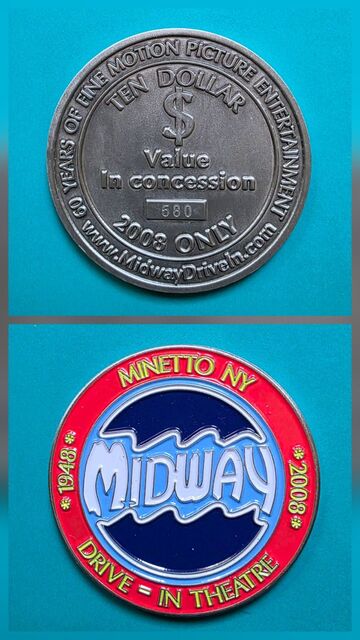 60 YEARS OF FINE MOTION PICTURE ENTERTAINMENT
TEN DOLLAR
$
Value
In concession
580
2008 ONLY
www.MidwayDriveIn.com
MINETTO NY
*1948*
MIDWAY
*2008*
DRIVE = IN THEATRE